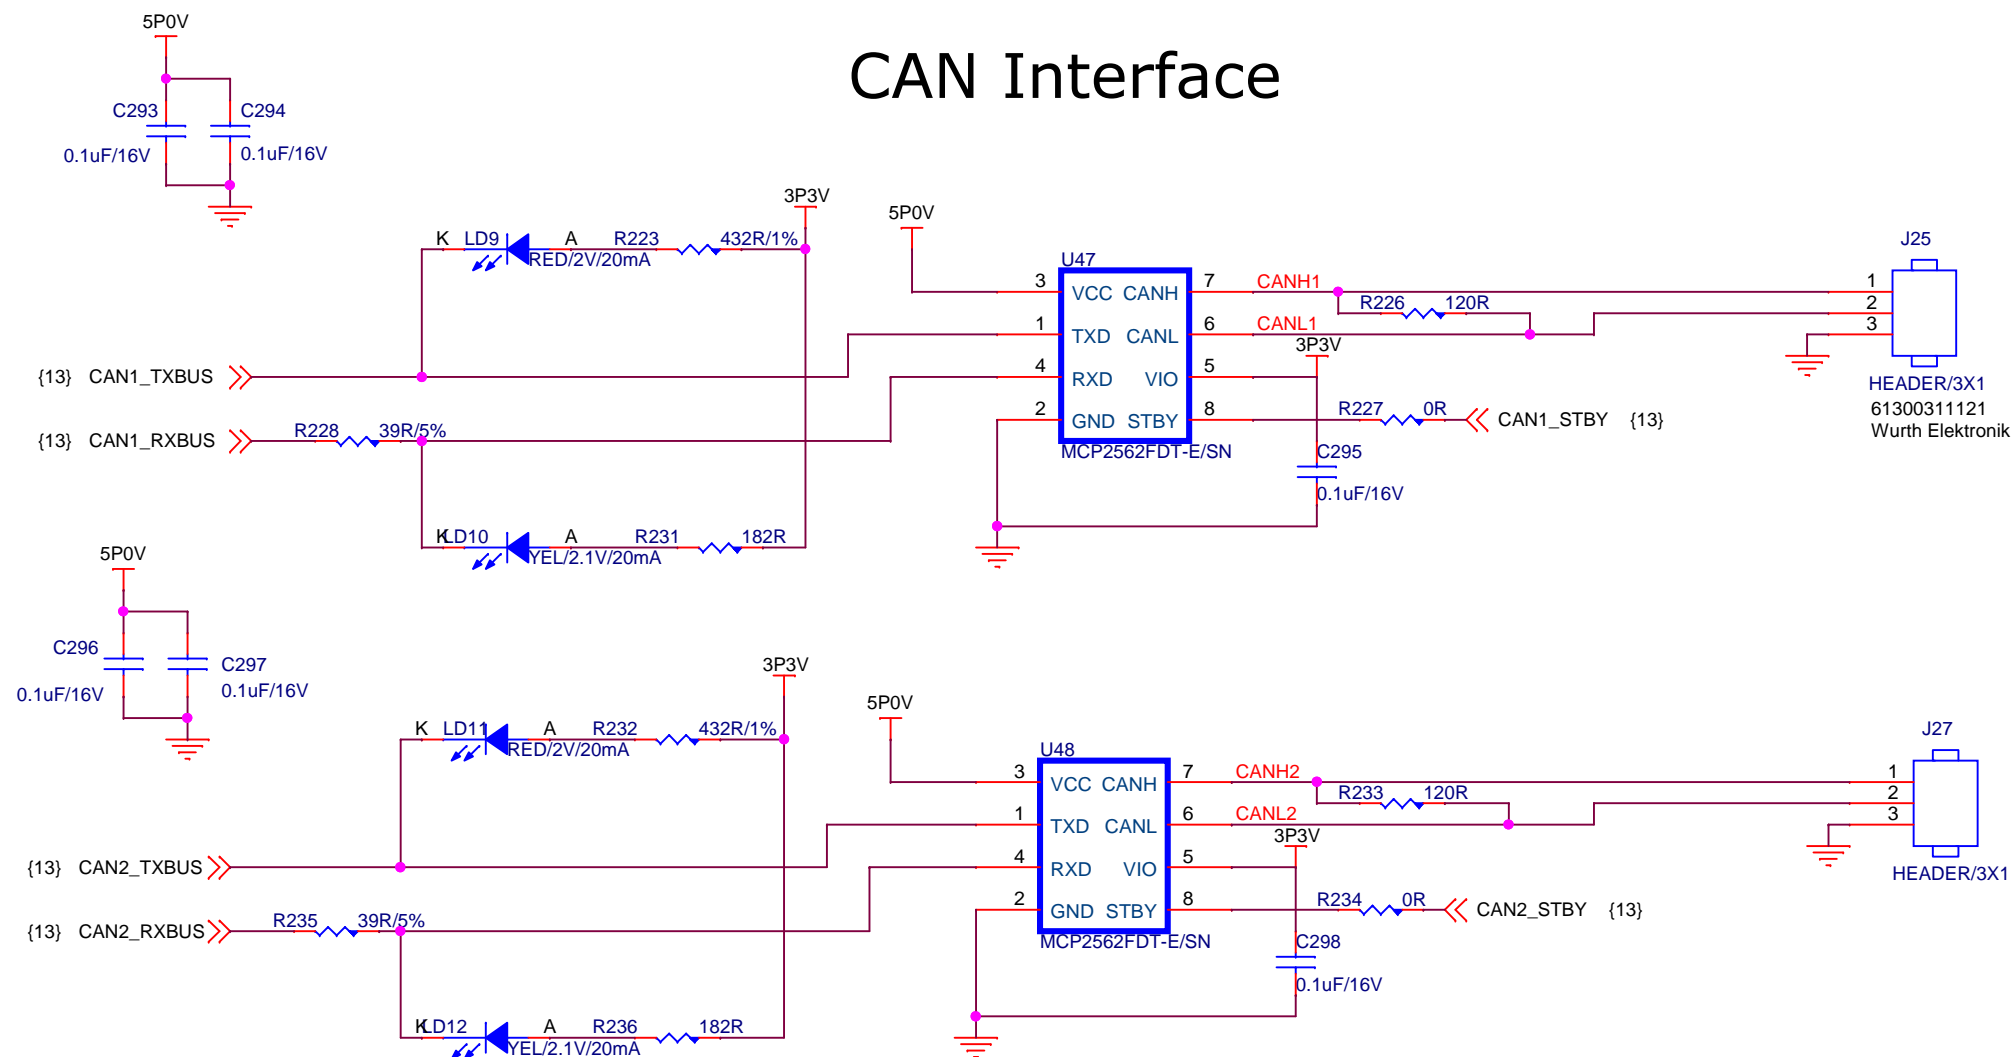 CAN Interface
5P0V
C293
C294
0.1uF/16V
0.1uF/16V
3P3V
5P0V
K LD9 A R223 432R/1%
RED/2V/20mA
U47
J25
3 VCC CANH 7 CANH1
1
R226 120R
2
1 TXD CANL 6 CANL1
3
3P3V
{13} CAN1_TXBUS
4 RXD VIO 5
HEADER/3X1
61300311121
Wurth Elektronik
2 GND STBY 8 R227 0R CAN1_STBY {13}
{13} CAN1_RXBUS R228 39R/5%
MCP2562FDT-E/SN
C295
0.1uF/16V
K LD10 A R231 182R
YEL/2.1V/20mA
5P0V
C296
C297
0.1uF/16V
0.1uF/16V
3P3V
5P0V
K LD11 A R232 432R/1%
RED/2V/20mA
U48
J27
3 VCC CANH 7 CANH2
1
R233 120R
2
1 TXD CANL 6 CANL2
3
3P3V
{13} CAN2_TXBUS
4 RXD VIO 5
HEADER/3X1
2 GND STBY 8 R234 0R CAN2_STBY {13}
{13} CAN2_RXBUS R235 39R/5%
MCP2562FDT-E/SN
C298
0.1uF/16V
K LD12 A R236 182R
YEL/2.1V/20mA